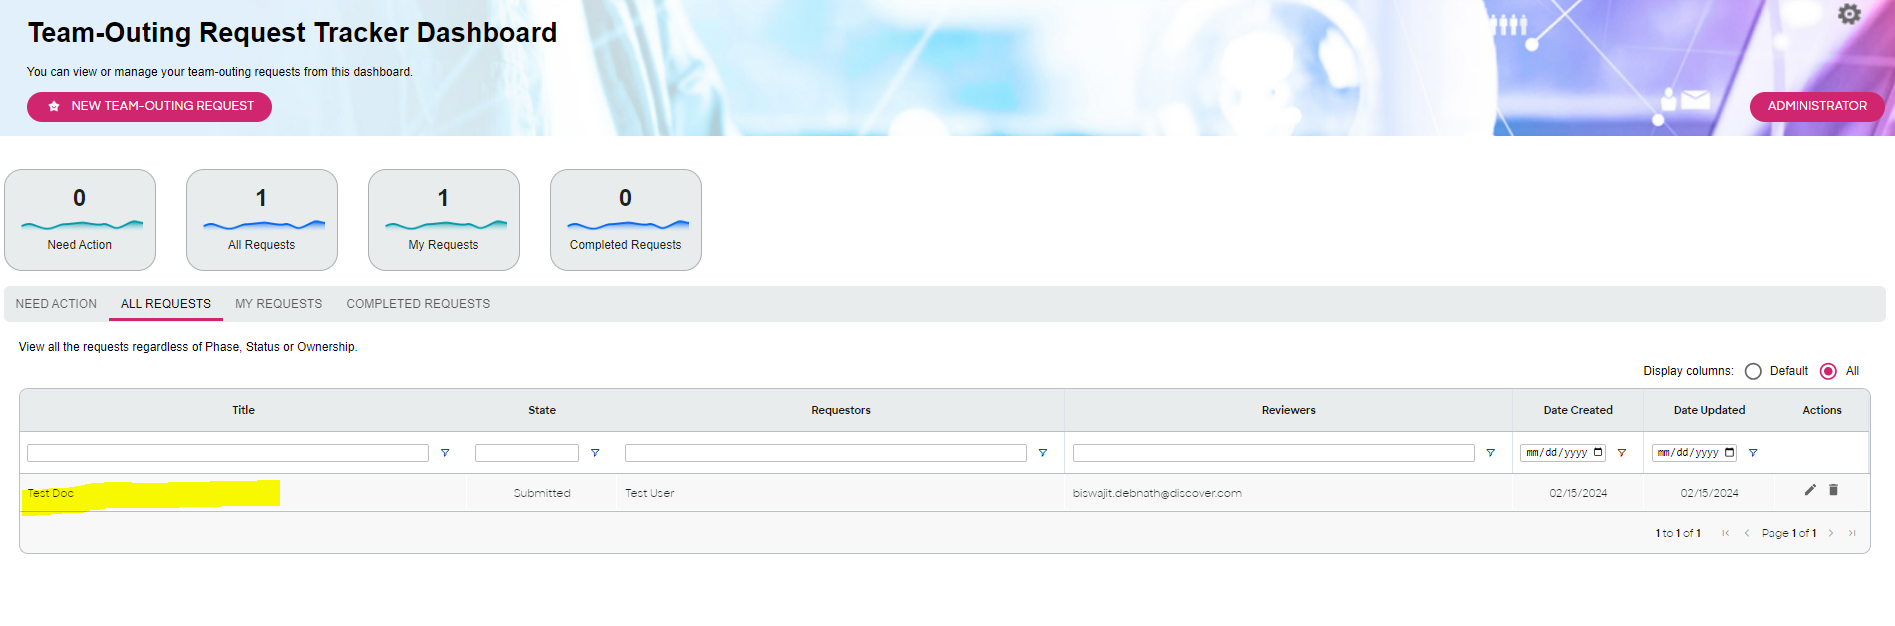 Team-Outing Request Tracker Dashboard
You can view or manage your team-outing requests from this dashboard.
NEW TEAM-OUTING REQUEST
ADMINISTRATOR
0
Need Action
1
All Requests
1
My Requests
0
Completed Requests
NEED ACTION ALL REQUESTS MY REQUESTS COMPLETED REQUESTS
View all the requests regardless of Phase, Status or Ownership.
Display columns: Default All
Title State Requestors Reviewers Date Created Date Updated Actions
mm/dd/yyyy mm/dd/yyyy
Test Doc Submitted Test User biswajit.debnath@discover.com 02/15/2024 02/15/2024
1 to 1 of 1 Page 1 of 1